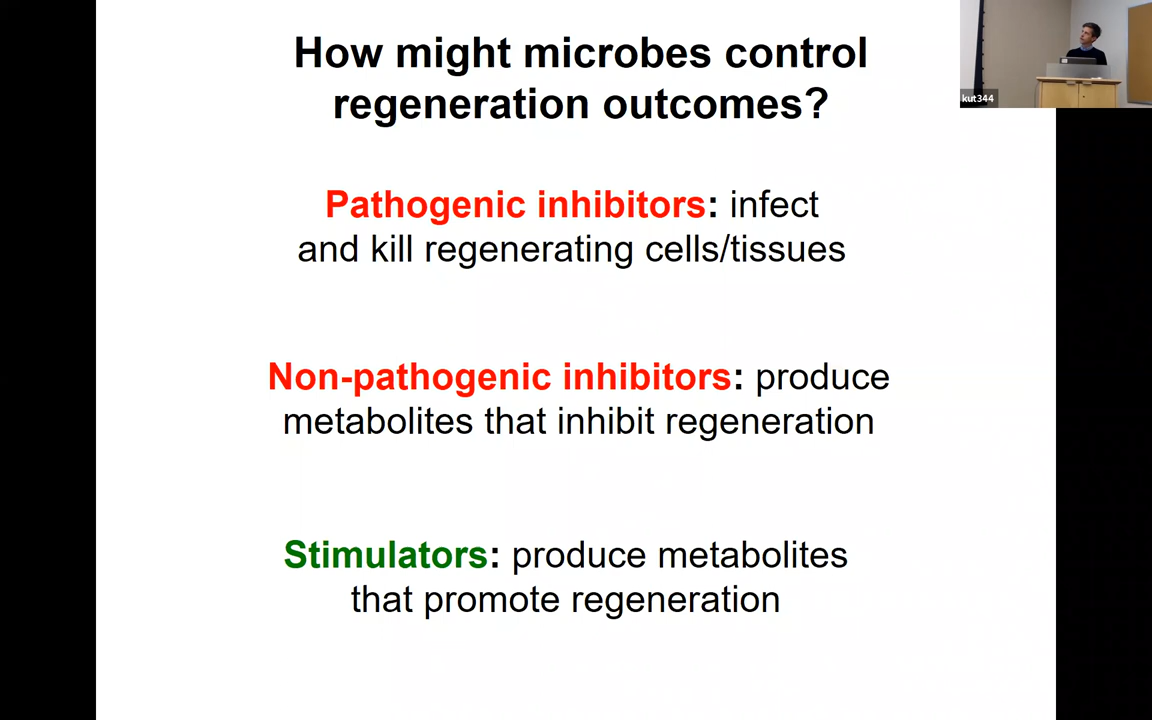 How might microbes control
regeneration outcomes?
kut344
Pathogenic inhibitors: infect
and kill regenerating cells/tissues
Non-pathogenic inhibitors: produce
metabolites that inhibit regeneration
Stimulators: produce metabolites
that promote regeneration